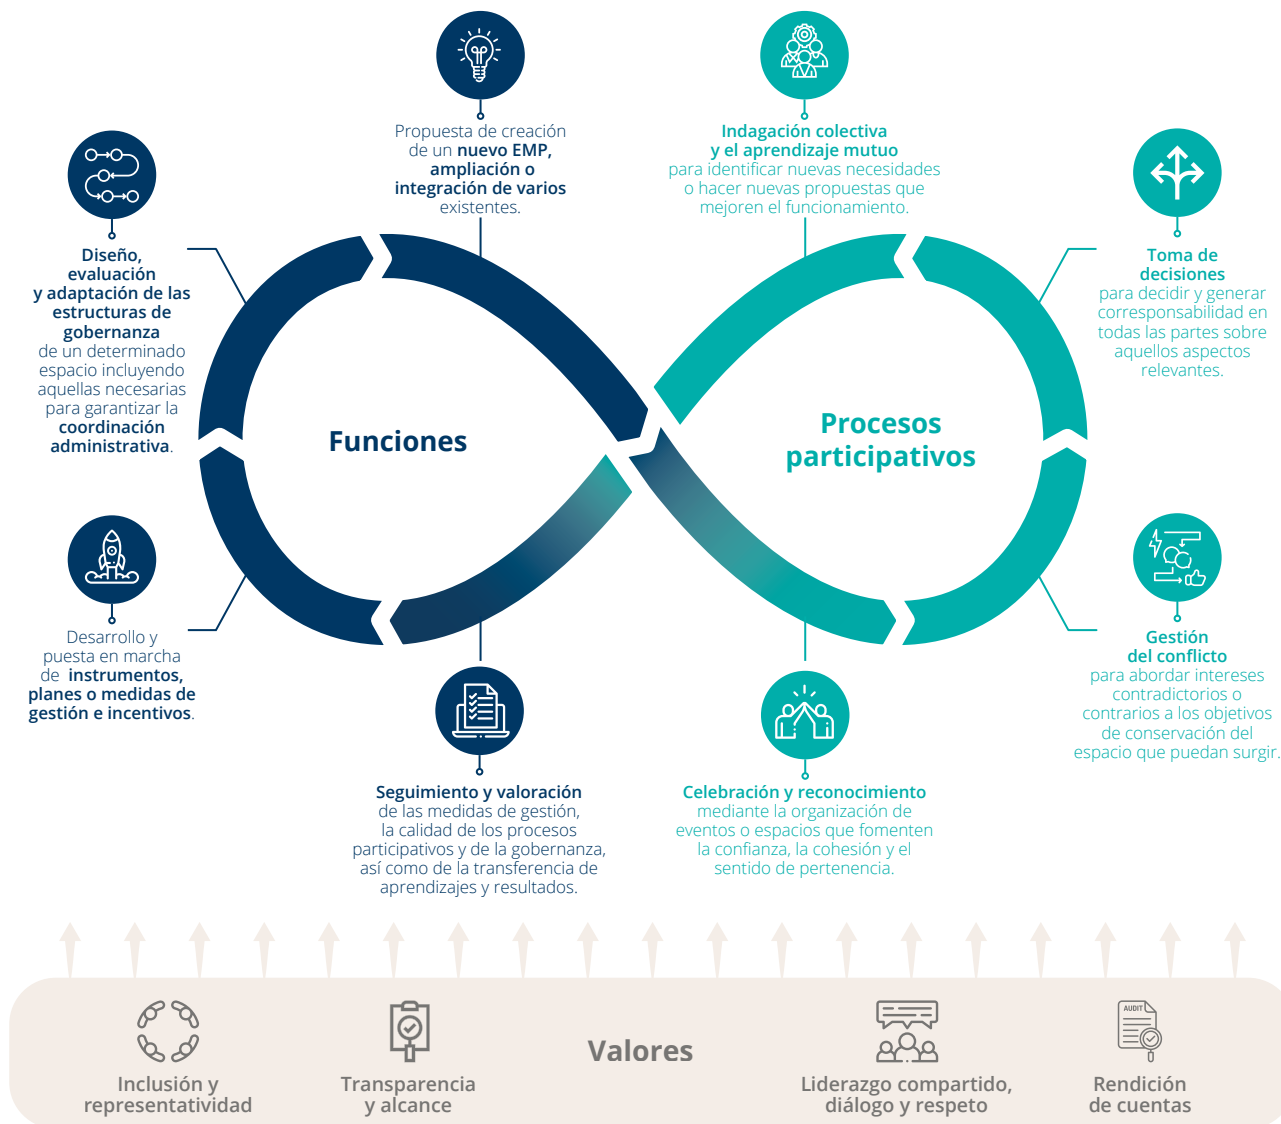 Propuesta de creación
de un nuevo EMP,
ampliación o
integración de varios
existentes.
Indagación colectiva
y el aprendizaje mutuo
para identificar nuevas necesidades
o hacer nuevas propuestas que
mejoren el funcionamiento.
Diseño,
evaluación
y adaptación de las
estructuras de
gobernanza
de un determinado
espacio incluyendo
aquellas necesarias
para garantizar la
coordinación
administrativa.
Toma de
decisiones
para decidir y generar
corresponsabilidad en
todas las partes sobre
aquellos aspectos
relevantes.
Funciones
Procesos
participativos
Desarrollo y
puesta en marcha
de instrumentos,
planes o medidas de
gestión e incentivos.
Gestión
del conflicto
para abordar intereses
contradictorios o
contrarios a los objetivos
de conservación del
espacio que puedan surgir.
Seguimiento y valoración
de las medidas de gestión,
la calidad de los procesos
participativos y de la gobernanza,
así como de la transferencia de
aprendizajes y resultados.
Celebración y reconocimiento
mediante la organización de
eventos o espacios que fomenten
la confianza, la cohesión y el
sentido de pertenencia.
Inclusión y
representatividad
Transparencia
y alcance
Valores
Liderazgo compartido,
diálogo y respeto
AUDIT
Rendición
de cuentas